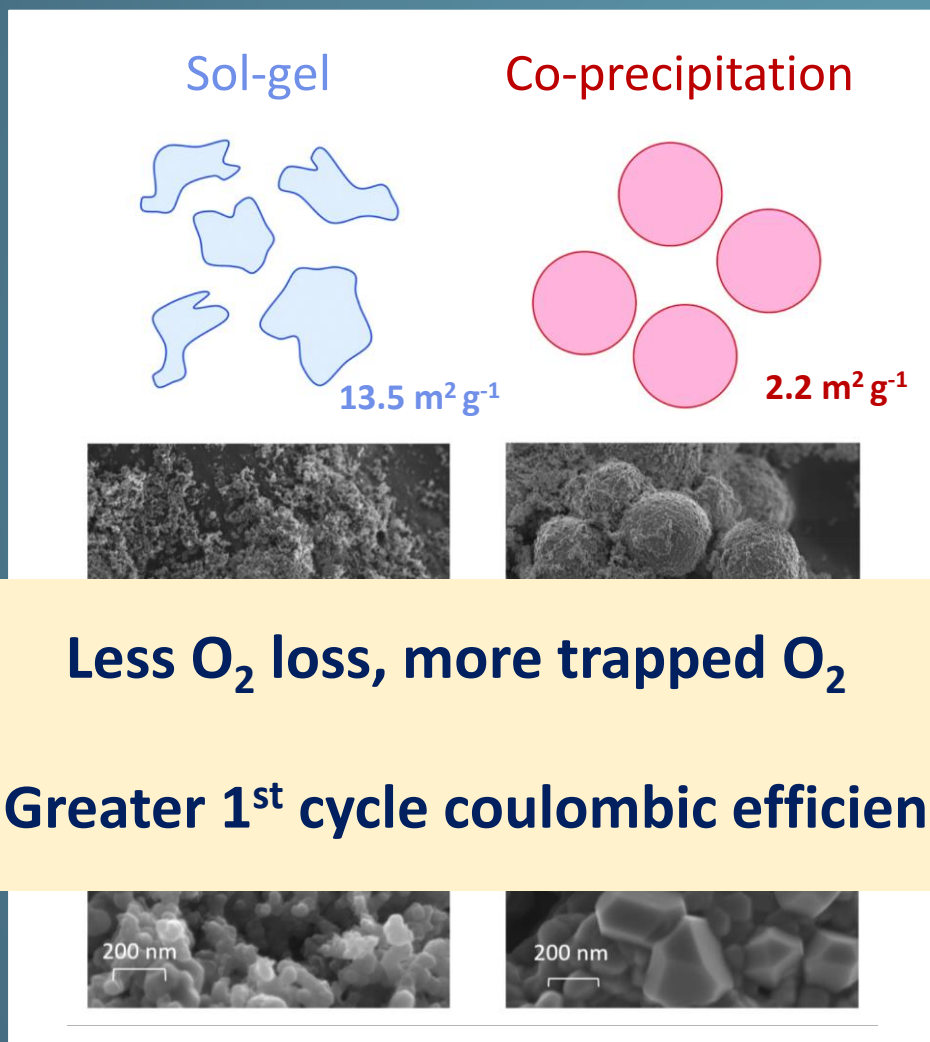 Sol-gel
Co-precipitation
13.5 m² g⁻¹
2.2 m² g⁻¹
Less O₂ loss, more trapped O₂
Greater 1ˢᵗ cycle coulombic efficien
200 nm
200 nm